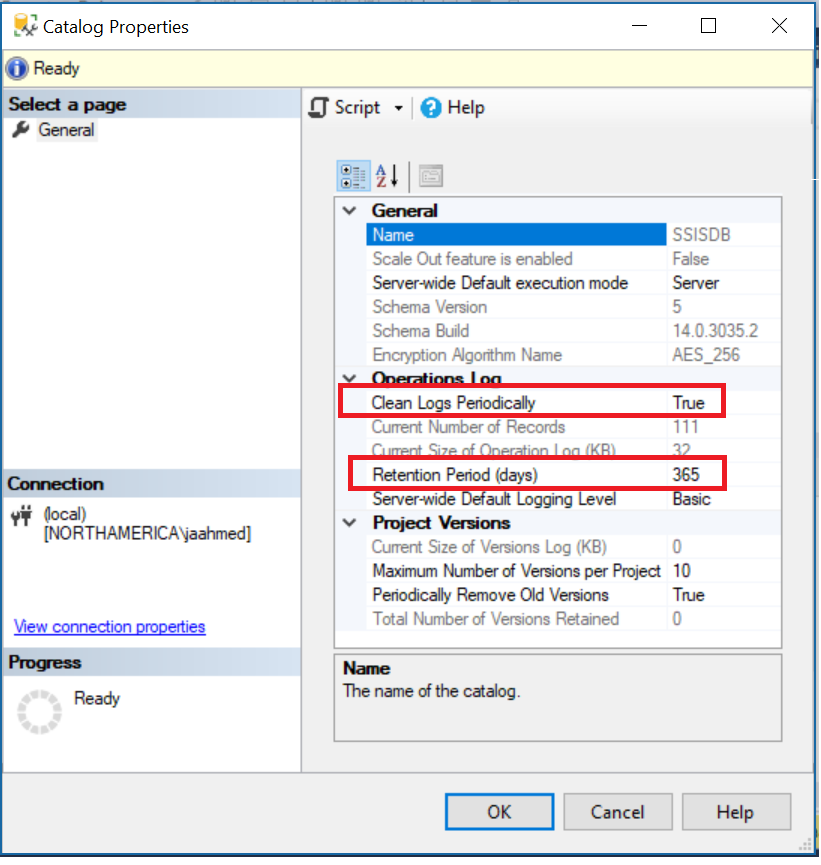 Catalog Properties
Ready
Select a page
General
Script
Help
A
Z
General
Name SSISDB
Scale Out feature is enabled False
Server-wide Default execution mode Server
Schema Version 5
Schema Build 14.0.3035.2
Encryption Algorithm Name AES_256
Operations Log
Clean Logs Periodically True
Current Number of Records 111
Current Size of Operation Log (KB) 32
Retention Period (days) 365
Server-wide Default Logging Level Basic
Project Versions
Current Size of Versions Log (KB) 0
Maximum Number of Versions per Project 10
Periodically Remove Old Versions True
Total Number of Versions Retained 0
Connection
(local)
[NORTHAMERICA\jaahmed]
View connection properties
Progress
Ready
Name
The name of the catalog.
OK
Cancel
Help